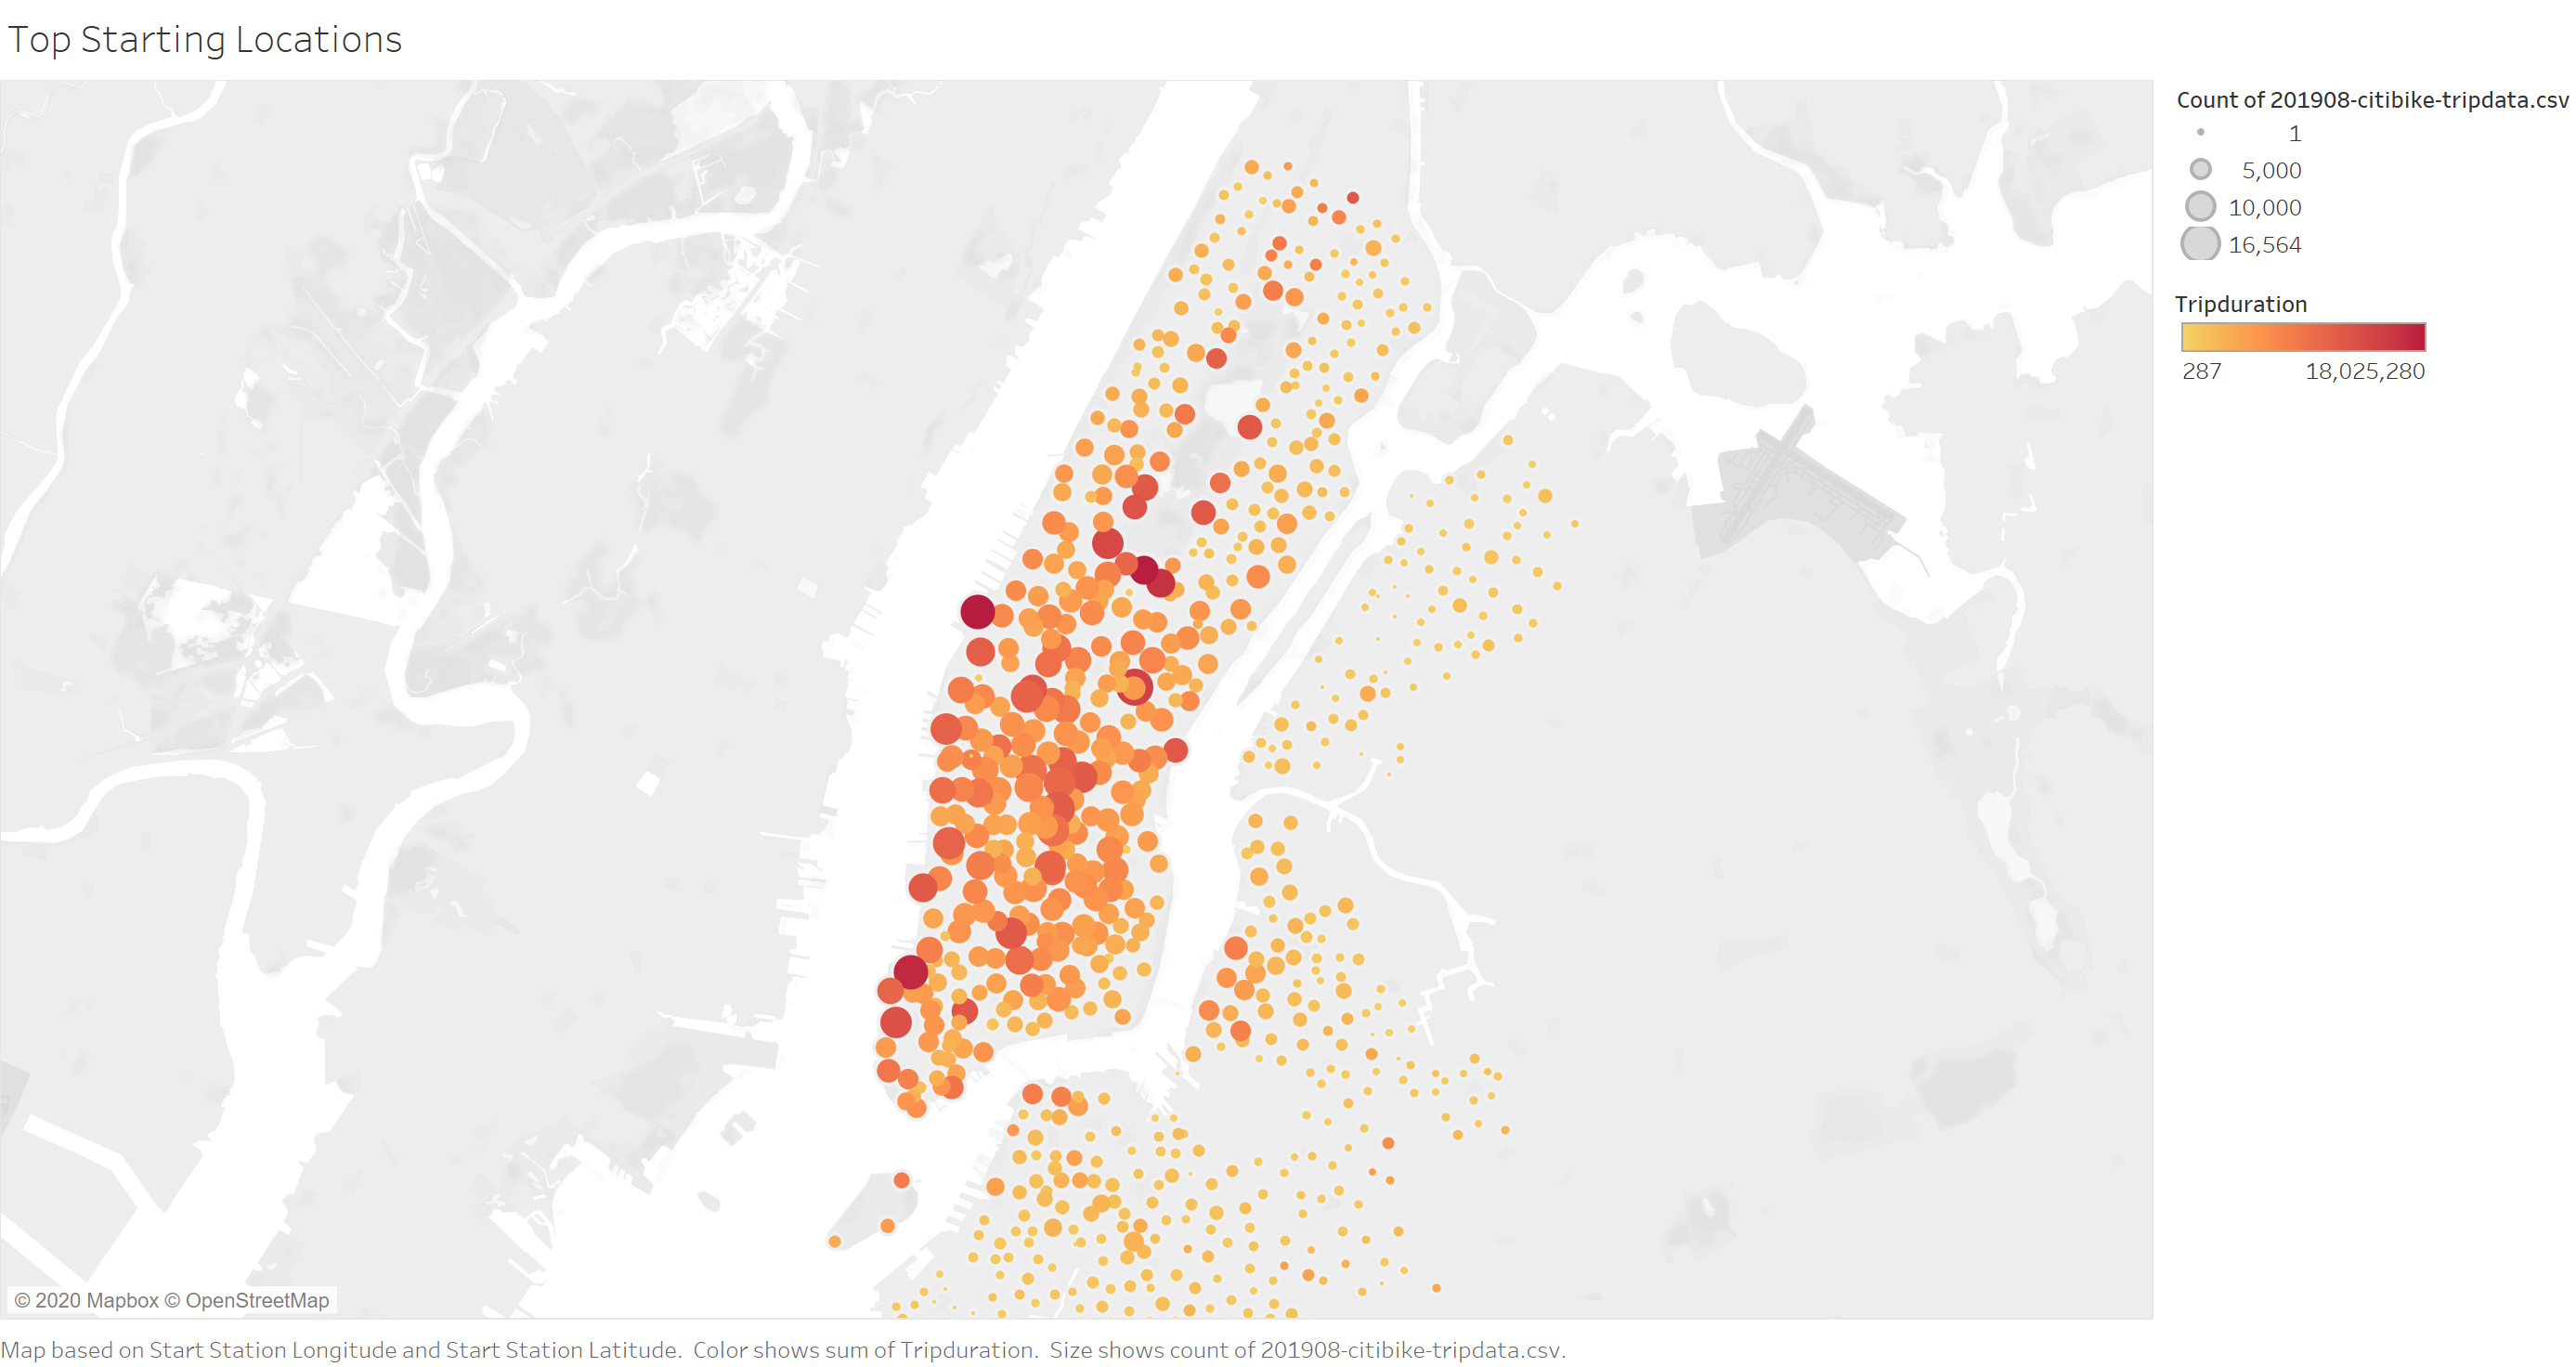 Top Starting Locations
Count of 201908-citibike-tripdata.csv
1
5,000
10,000
16,564
Tripduration
287 18,025,280
© 2020 Mapbox © OpenStreetMap
Map based on Start Station Longitude and Start Station Latitude.  Color shows sum of Tripduration.  Size shows count of 201908-citibike-tripdata.csv.